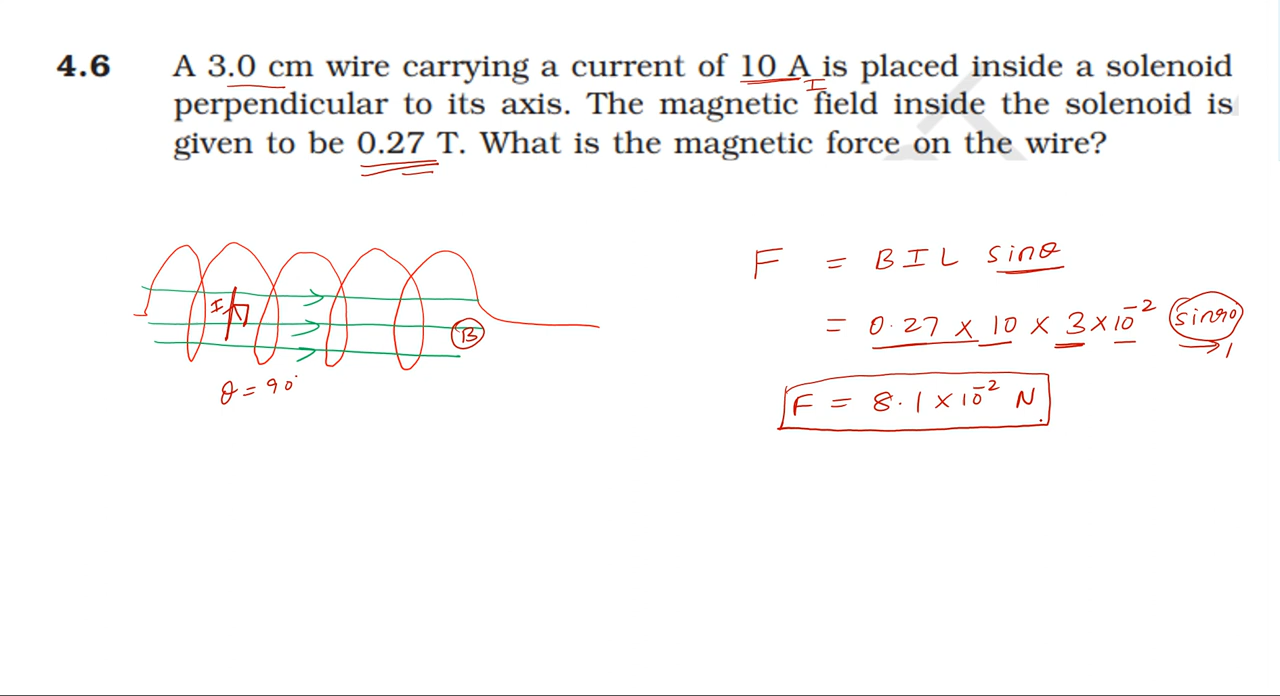 4.6 A 3.0 cm wire carrying a current of 10 A is placed inside a solenoid
I
perpendicular to its axis. The magnetic field inside the solenoid is
given to be 0.27 T. What is the magnetic force on the wire?
F = B I L sinθ
I
B
= 0.27 × 10 × 3 × 10⁻² sin90
1
θ = 90°
F = 8.1 × 10⁻² N